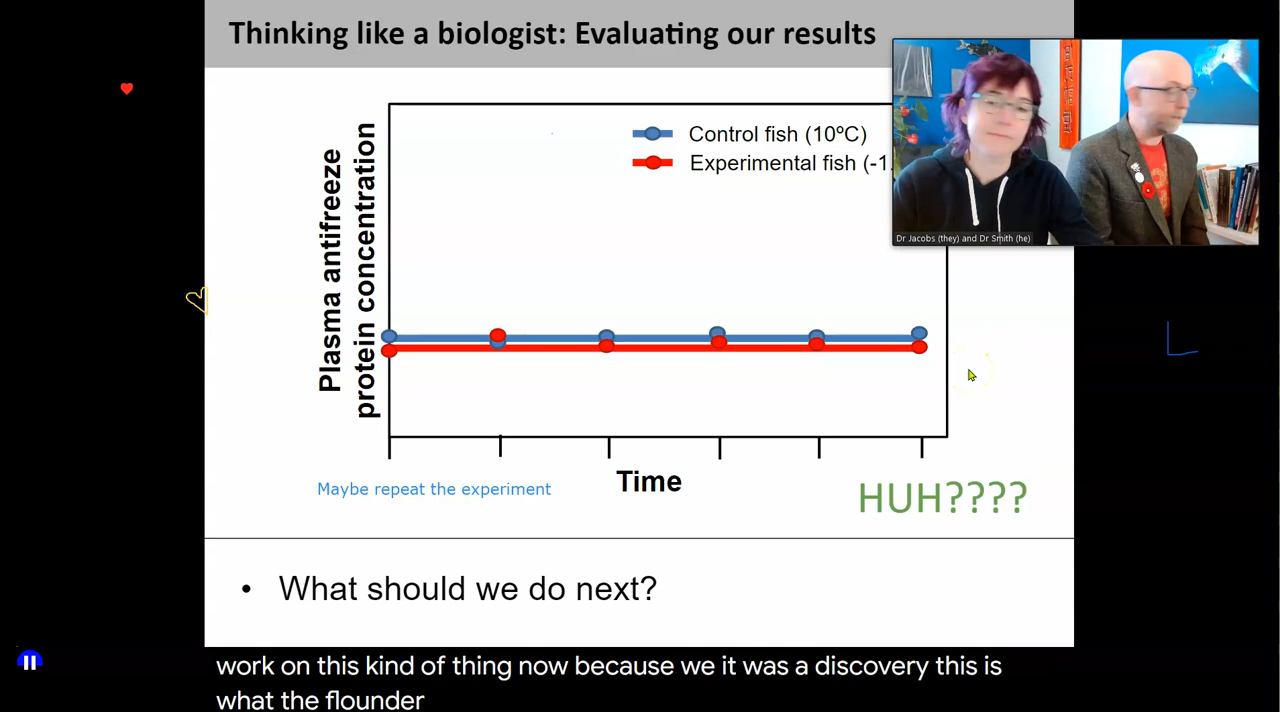 Thinking like a biologist: Evaluating our results
Plasma antifreeze
protein concentration
Control fish (10ºC)
Experimental fish (-1.
Dr Jacobs (they) and Dr Smith (he)
Time
Maybe repeat the experiment
HUH????
• What should we do next?
work on this kind of thing now because we it was a discovery this is
what the flounder